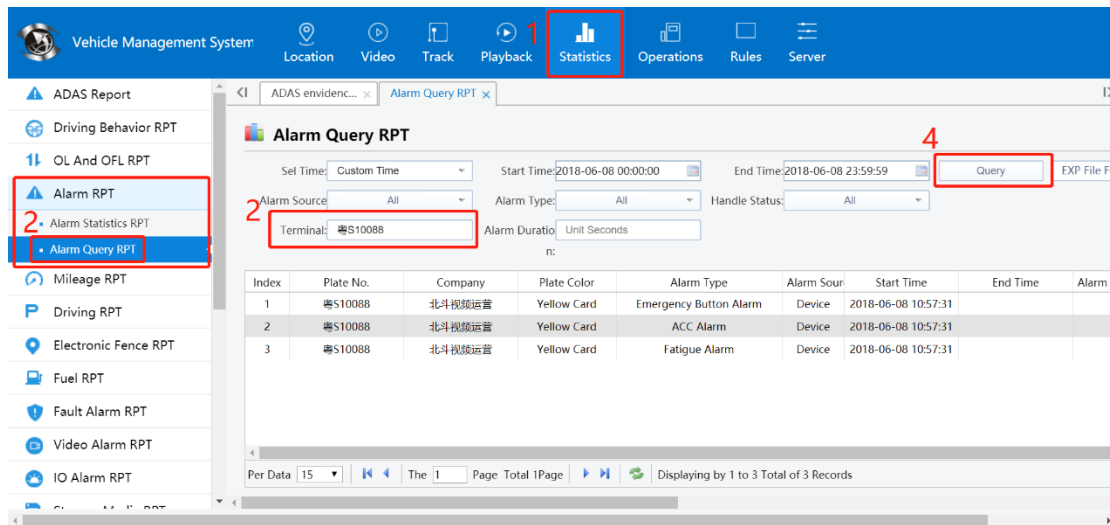 Vehicle Management System
Location
Video
Track
Playback
1
Statistics
Operations
Rules
Server
ADAS Report
Driving Behavior RPT
OL And OFL RPT
Alarm RPT
2
Alarm Statistics RPT
Alarm Query RPT
Mileage RPT
Driving RPT
Electronic Fence RPT
Fuel RPT
Fault Alarm RPT
Video Alarm RPT
IO Alarm RPT
ADAS envidenc... ×
Alarm Query RPT ×
Alarm Query RPT
4
Sel Time: Custom Time
Start Time: 2018-06-08 00:00:00
End Time: 2018-06-08 23:59:59
Query
EXP File F
Alarm Source All
Alarm Type: All
Handle Status: All
2
Terminal: 粤S10088
Alarm Duratio
n:
Unit Seconds
Index Plate No. Company Plate Color Alarm Type Alarm Sour Start Time End Time Alarm
1 粤S10088 北斗视频运营 Yellow Card Emergency Button Alarm Device 2018-06-08 10:57:31
2 粤S10088 北斗视频运营 Yellow Card ACC Alarm Device 2018-06-08 10:57:31
3 粤S10088 北斗视频运营 Yellow Card Fatigue Alarm Device 2018-06-08 10:57:31
Per Data 15 The 1 Page Total 1Page Displaying by 1 to 3 Total of 3 Records